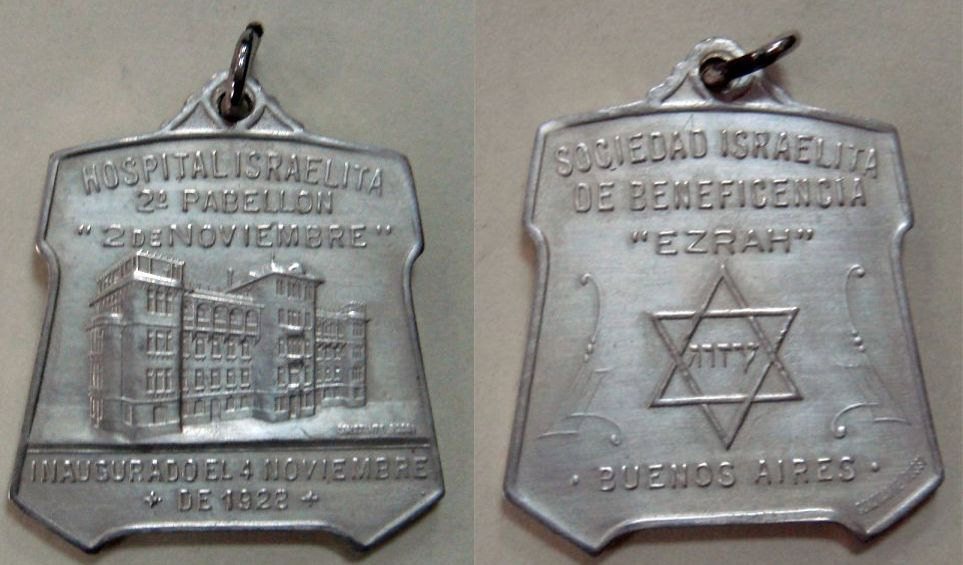 HOSPITAL ISRAELITA
2º PABELLON
"2 DE NOVIEMBRE"
INAUGURADO EL 4 NOVIEMBRE
DE 1928
SOCIEDAD ISRAELITA
DE BENEFICENCIA
"EZRAH"
עזרה
· BUENOS AIRES ·